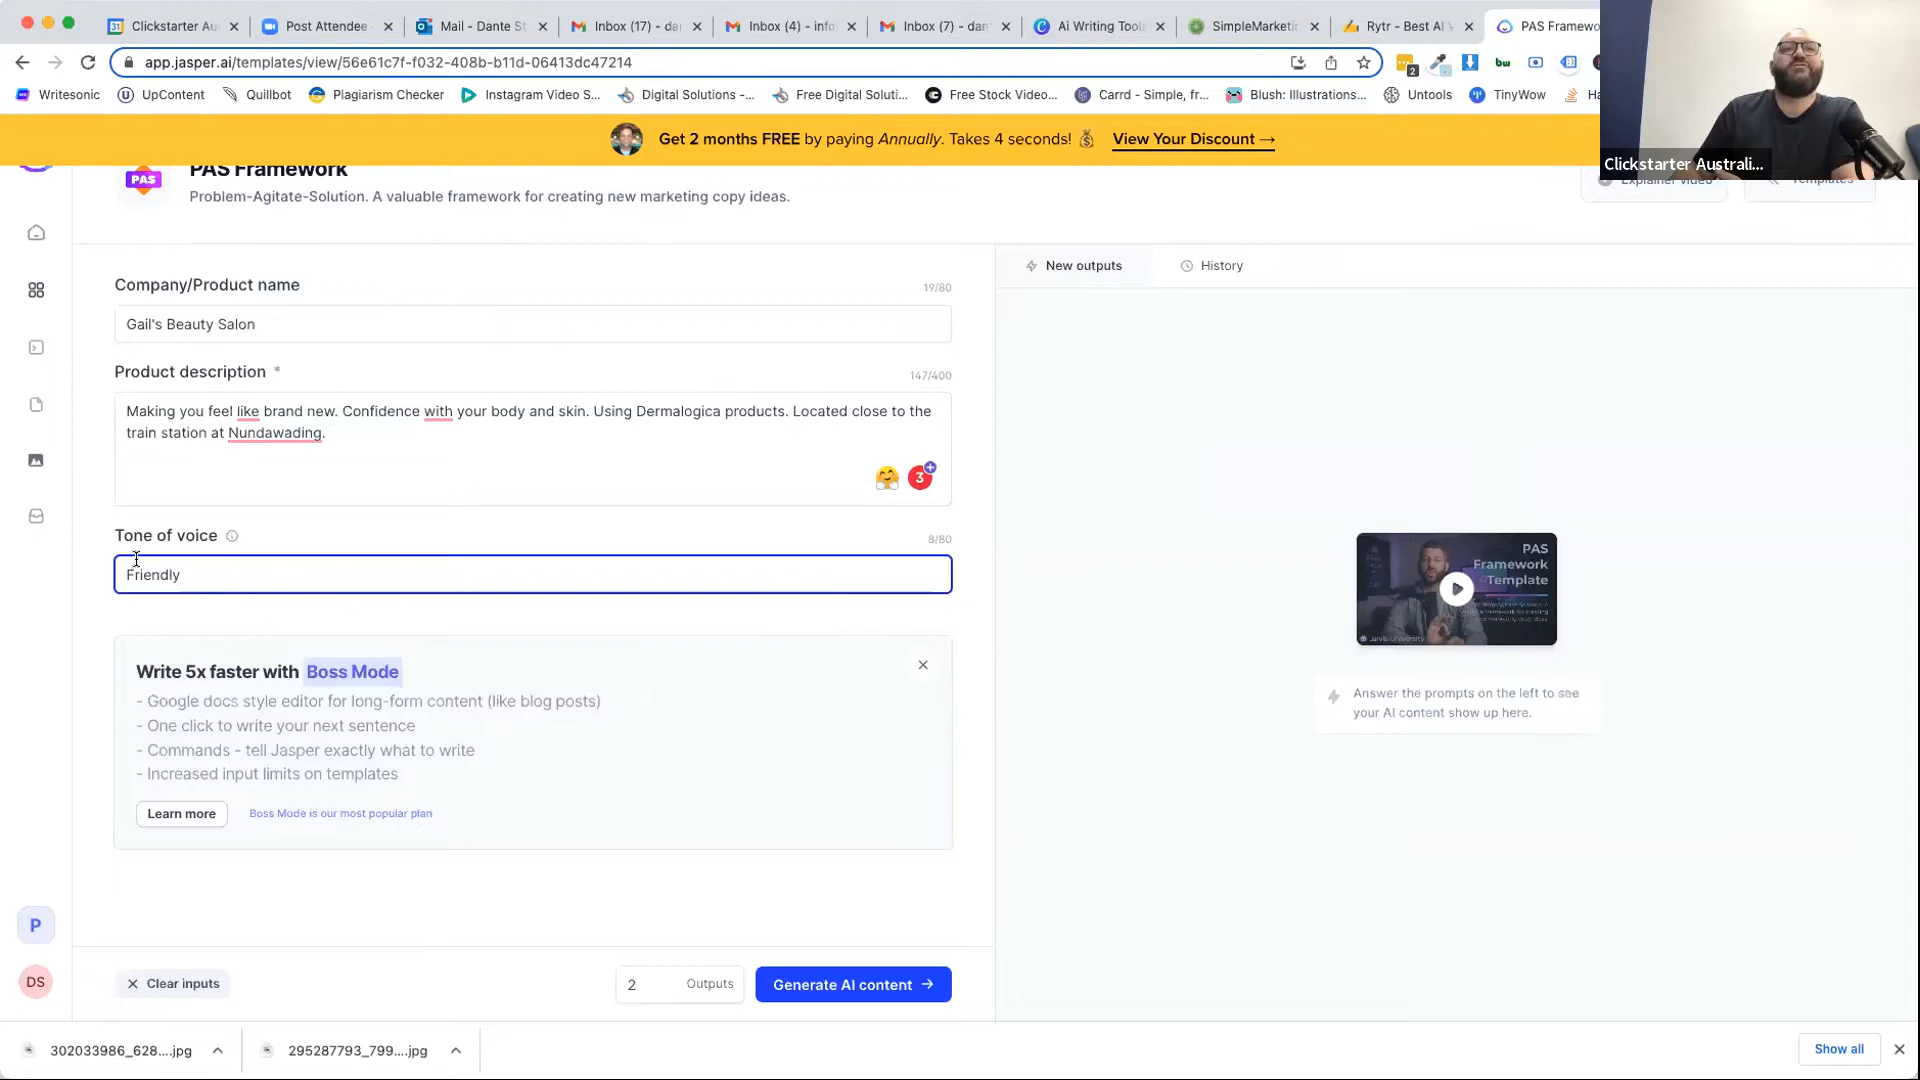 Clickstarter Au
Post Attendee
Mail - Dante S
Inbox (17) - da
Inbox (4) - info
Inbox (7) - dan
Ai Writing Tool
SimpleMarketin
Rytr - Best AI
PAS Framewo
app.jasper.ai/templates/view/56e61c7f-f032-408b-b11d-06413dc47214
2
bw
Writesonic
UpContent
Quillbot
Plagiarism Checker
Instagram Video S...
Digital Solutions -...
Free Digital Soluti...
Free Stock Video...
Carrd - Simple, fr...
Blush: Illustrations...
Untools
TinyWow
Get 2 months FREE by paying Annually. Takes 4 seconds! 💰 View Your Discount →
Clickstarter Australi...
PAS
PAS Framework
Problem-Agitate-Solution. A valuable framework for creating new marketing copy ideas.
Explainer video
Templates
New outputs
History
Company/Product name
19/80
Gail's Beauty Salon
Product description *
147/400
Making you feel like brand new. Confidence with your body and skin. Using Dermalogica products. Located close to the
train station at Nundawading.
3
Tone of voice
8/80
Friendly
PAS
Framework
Template
Answer the prompts on the left to see
your AI content show up here.
Write 5x faster with Boss Mode
- Google docs style editor for long-form content (like blog posts)
- One click to write your next sentence
- Commands - tell Jasper exactly what to write
- Increased input limits on templates
Learn more
Boss Mode is our most popular plan
P
DS
Clear inputs
2 Outputs
Generate AI content →
302033986_628....jpg
295287793_799....jpg
Show all